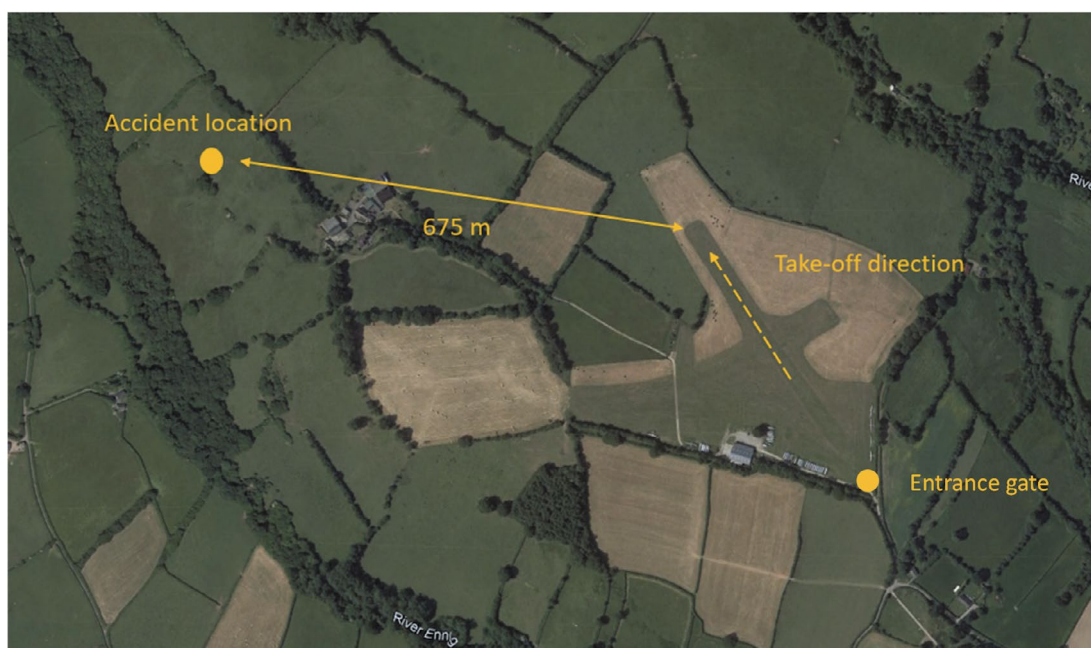 Accident location
675 m
Take-off direction
Entrance gate
River Ennig